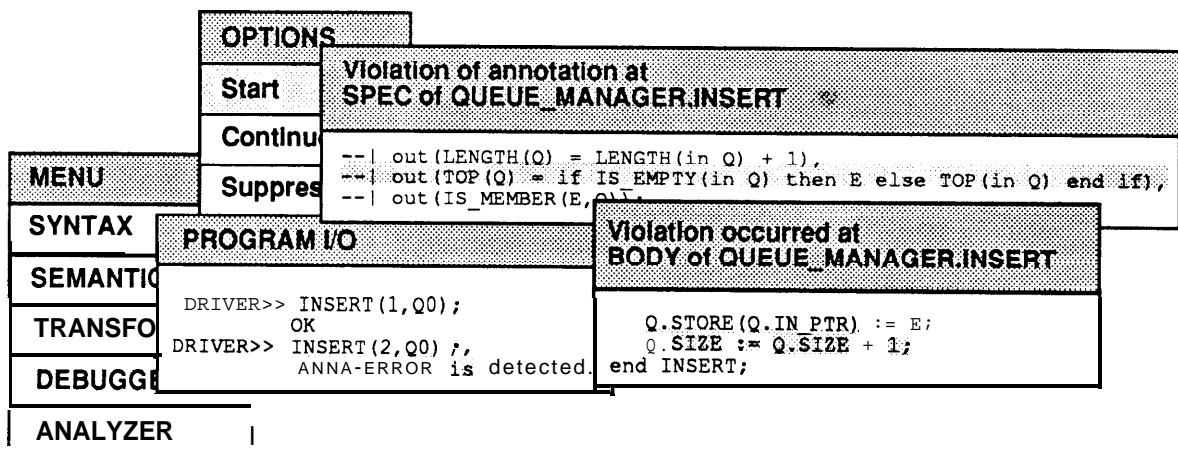 OPTIONS
Start
Continu
Suppres
Violation of annotation at
SPEC of QUEUE_MANAGER.INSERT
--| out(LENGTH(Q) = LENGTH(in Q) + 1),
--| out(TOP(Q) = if IS_EMPTY(in Q) then E else TOP(in Q) end if),
--| out(IS_MEMBER(E,Q));
MENU
SYNTAX
SEMANTIC
TRANSFO
DEBUGGE
ANALYZER
PROGRAM I/O
DRIVER>> INSERT(1,Q0);
OK
DRIVER>> INSERT(2,Q0) ;,
ANNA-ERROR is detected.
Violation occurred at
BODY of QUEUE_MANAGER.INSERT
Q.STORE(Q.IN_PTR) := E;
Q.SIZE := Q.SIZE + 1;
end INSERT;